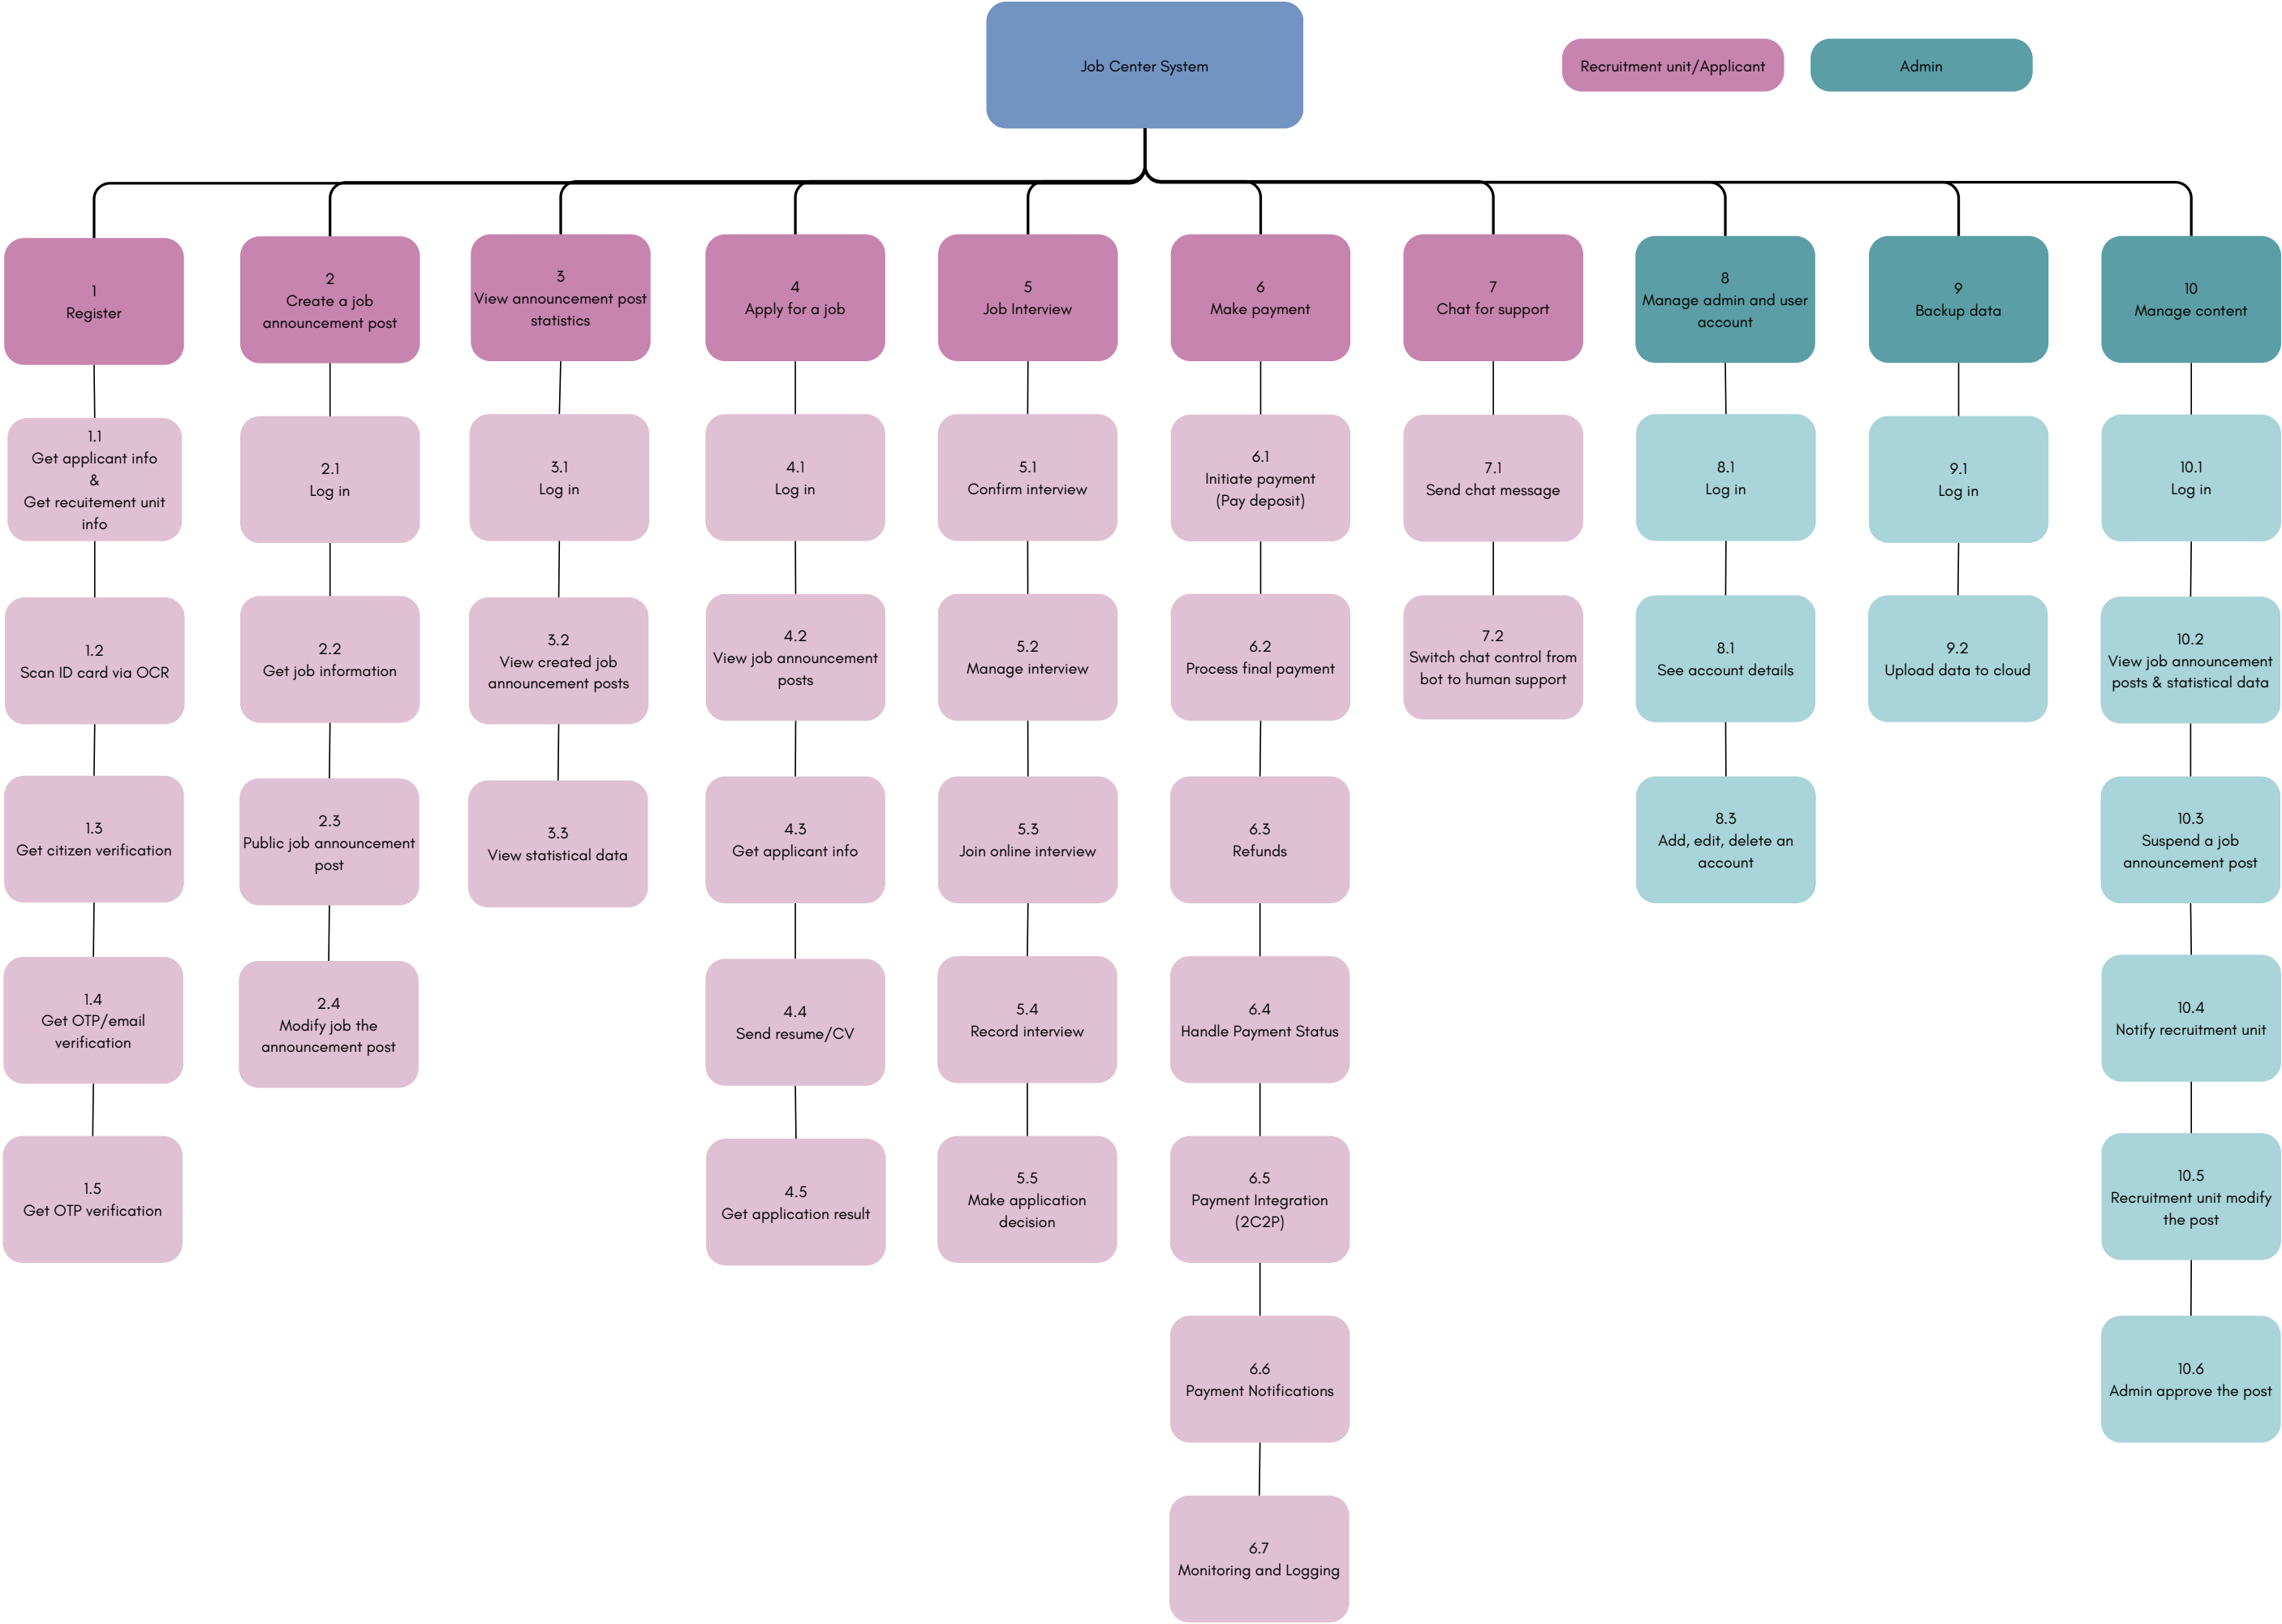 Job Center System
Recruitment unit/Applicant
Admin
1
Register
2
Create a job
announcement post
3
View announcement post
statistics
4
Apply for a job
5
Job Interview
6
Make payment
7
Chat for support
8
Manage admin and user
account
9
Backup data
10
Manage content
1.1
Get applicant info
&
Get recuitement unit
info
2.1
Log in
3.1
Log in
4.1
Log in
5.1
Confirm interview
6.1
Initiate payment
(Pay deposit)
7.1
Send chat message
8.1
Log in
9.1
Log in
10.1
Log in
1.2
Scan ID card via OCR
2.2
Get job information
3.2
View created job
announcement posts
4.2
View job announcement
posts
5.2
Manage interview
6.2
Process final payment
7.2
Switch chat control from
bot to human support
8.1
See account details
9.2
Upload data to cloud
10.2
View job announcement
posts & statistical data
1.3
Get citizen verification
2.3
Public job announcement
post
3.3
View statistical data
4.3
Get applicant info
5.3
Join online interview
6.3
Refunds
8.3
Add, edit, delete an
account
10.3
Suspend a job
announcement post
1.4
Get OTP/email
verification
2.4
Modify job the
announcement post
4.4
Send resume/CV
5.4
Record interview
6.4
Handle Payment Status
10.4
Notify recruitment unit
1.5
Get OTP verification
4.5
Get application result
5.5
Make application
decision
6.5
Payment Integration
(2C2P)
10.5
Recruitment unit modify
the post
6.6
Payment Notifications
10.6
Admin approve the post
6.7
Monitoring and Logging